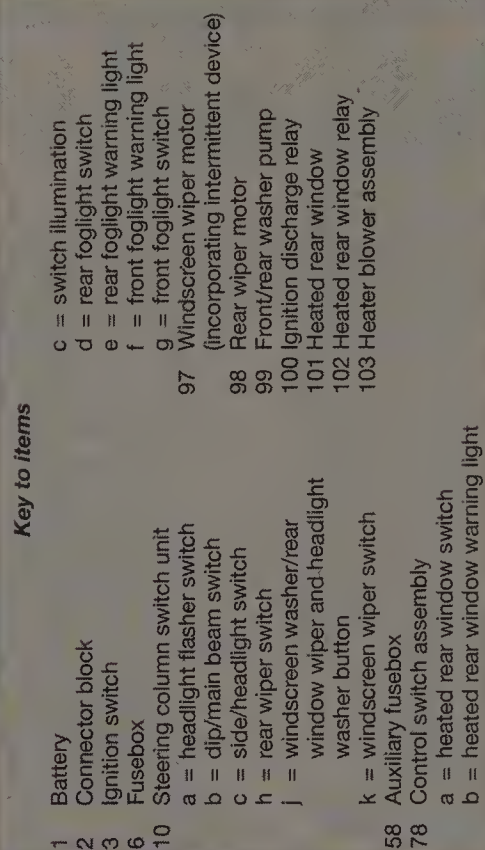 Key to items
1 Battery
2 Connector block
3 Ignition switch
6 Fusebox
10 Steering column switch unit
a = headlight flasher switch
b = dip/main beam switch
c = side/headlight switch
h = rear wiper switch
j = windscreen washer/rear
window wiper and headlight
washer button
k = windscreen wiper switch
58 Auxiliary fusebox
78 Control switch assembly
a = heated rear window switch
b = heated rear window warning light
c = switch illumination
d = rear foglight switch
e = rear foglight warning light
f = front foglight warning light
g = front foglight switch
97 Windscreen wiper motor
(incorporating intermittent device)
98 Rear wiper motor
99 Front/rear washer pump
100 Ignition discharge relay
101 Heated rear window
102 Heated rear window relay
103 Heater blower assembly